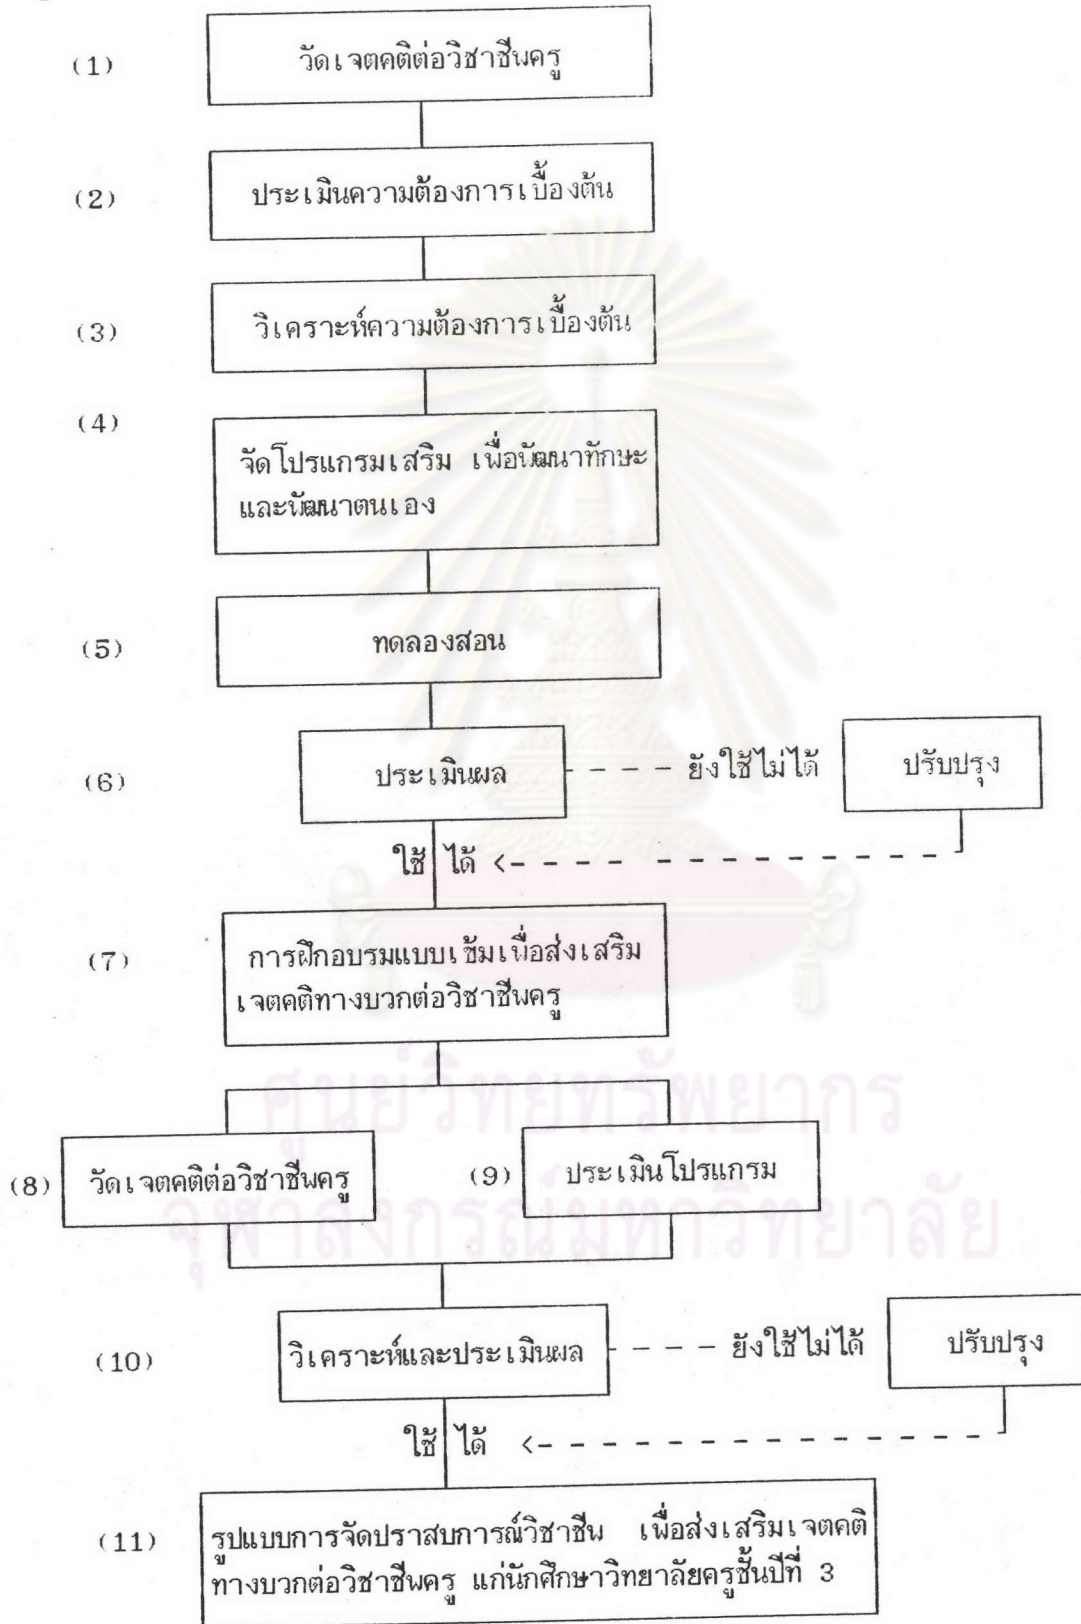 (1) วัดเจตคติต่อวิชาชีพครู
(2) ประเมินความต้องการเบื้องต้น
(3) วิเคราะห์ความต้องการเบื้องต้น
(4)
จัดโปรแกรมเสริม เพื่อพัฒนาทักษะ
และพัฒนาตนเอง
(5) ทดลองสอน
(6) ประเมินผล - - - - ยังใช้ไม่ได้ ปรับปรุง
ใช้ ได้ <- - - - - - - - - - - - - -
(7) การฝึกอบรมแบบเข้มเพื่อส่งเสริม
เจตคติทางบวกต่อวิชาชีพครู
ศูนย์วิทยทรัพยากร
(8) วัดเจตคติต่อวิชาชีพครู (9) ประเมินโปรแกรม
จุฬาลงกรณ์มหาวิทยาลัย
(10) วิเคราะห์และประเมินผล - - - - ยังใช้ไม่ได้ ปรับปรุง
ใช้ ได้ <- - - - - - - - - - - - - -
(11) รูปแบบการจัดปราสบการณ์วิชาชีพ เพื่อส่งเสริมเจตคติ
ทางบวกต่อวิชาชีพครู แก่นักศึกษาวิทยาลัยครูชั้นปีที่ 3